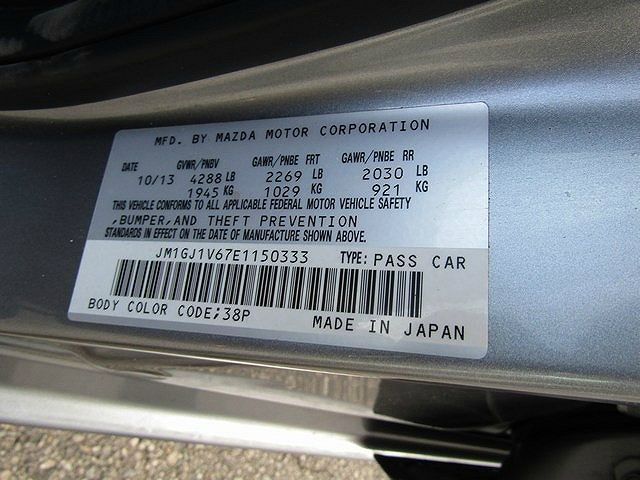 MFD. BY MAZDA MOTOR CORPORATION
DATE GVWR/PNBV GAWR/PNBE FRT GAWR/PNBE RR
10/13 4288 LB 2269 LB 2030 LB
1945 KG 1029 KG 921 KG
THIS VEHICLE CONFORMS TO ALL APPLICABLE FEDERAL MOTOR VEHICLE SAFETY
,BUMPER,AND THEFT PREVENTION
STANDARDS IN EFFECT ON THE DATE OF MANUFACTURE SHOWN ABOVE.
JM1GJ1V67E1150333 TYPE: PASS CAR
BODY COLOR CODE;38P
MADE IN JAPAN